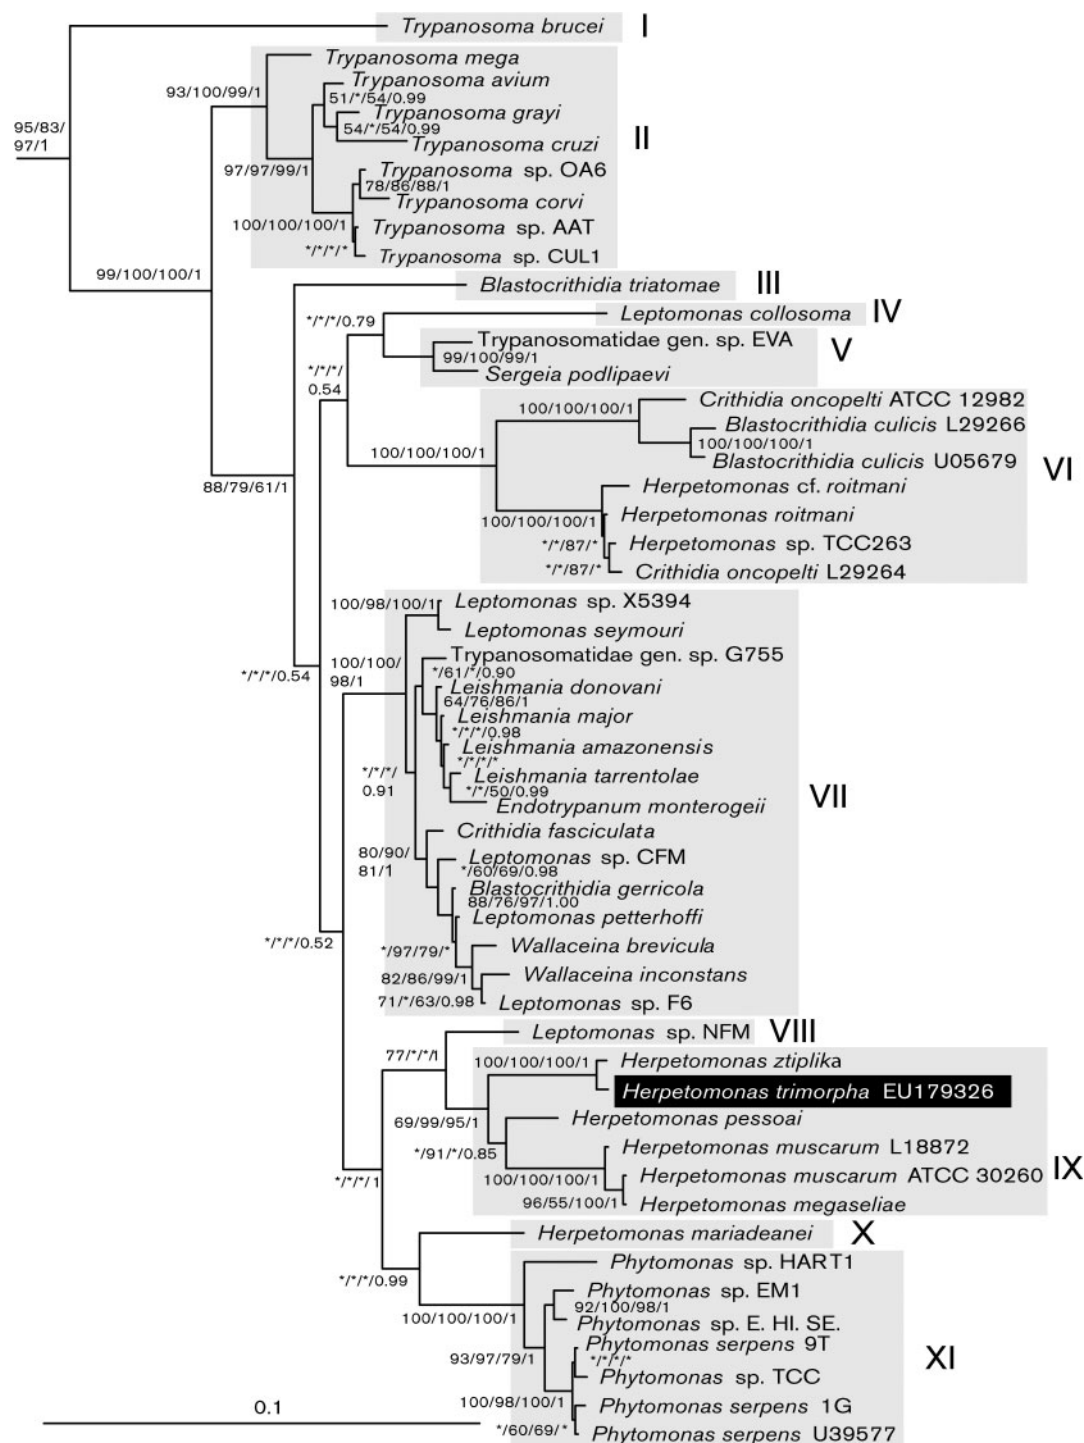 Trypanosoma brucei I
Trypanosoma mega
93/100/99/1
Trypanosoma avium
51/*/54/0.99
Trypanosoma grayi
54/*/54/0.99
95/83/
97/1
Trypanosoma cruzi
II
97/97/99/1
Trypanosoma sp. OA6
78/86/88/1
Trypanosoma corvi
100/100/100/1
Trypanosoma sp. AAT
*/*/*/*
Trypanosoma sp. CUL1
99/100/100/1
Blastocrithidia triatomae III
Leptomonas collosoma IV
*/*/*/0.79
Trypanosomatidae gen. sp. EVA
99/100/99/1
V
Sergeia podlipaevi
*/*/*/
0.54
Crithidia oncopelti ATCC 12982
100/100/100/1
Blastocrithidia culicis L29266
100/100/100/1
100/100/100/1
Blastocrithidia culicis U05679
VI
88/79/61/1
Herpetomonas cf. roitmani
Herpetomonas roitmani
100/100/100/1
Herpetomonas sp. TCC263
*/*/87/*
Crithidia oncopelti L29264
*/*/87/*
Leptomonas sp. X5394
100/98/100/1
Leptomonas seymouri
Trypanosomatidae gen. sp. G755
100/100/
98/1
*/61/*/0.90
*/*/*/0.54
Leishmania donovani
64/76/86/1
Leishmania major
*/*/*/0.98
Leishmania amazonensis
*/*/*/*
Leishmania tarrentolae
*/*/*/
0.91
*/*/50/0.99
Endotrypanum monterogeii
VII
Crithidia fasciculata
80/90/
81/1
Leptomonas sp. CFM
*/60/69/0.98
Blastocrithidia gerricola
88/76/97/1.00
Leptomonas petterhoffi
*/*/*/0.52
*/97/79/*
Wallaceina brevicula
82/86/99/1
Wallaceina inconstans
71/*/63/0.98
Leptomonas sp. F6
Leptomonas sp. NFM VIII
77/*/*/1
Herpetomonas ztiplika
100/100/100/1
Herpetomonas trimorpha EU179326
Herpetomonas pessoai
69/99/95/1
Herpetomonas muscarum L18872
*/91/*/0.85
Herpetomonas muscarum ATCC 30260
IX
100/100/100/1
*/*/*/1
96/55/100/1
Herpetomonas megaseliae
Herpetomonas mariadeanei X
Phytomonas sp. HART1
*/*/*/0.99
Phytomonas sp. EM1
92/100/98/1
100/100/100/1
Phytomonas sp. E. HI. SE.
Phytomonas serpens 9T
*/*/*/*
93/97/79/1
XI
Phytomonas sp. TCC
100/98/100/1
Phytomonas serpens 1G
0.1
*/60/69/*
Phytomonas serpens U39577